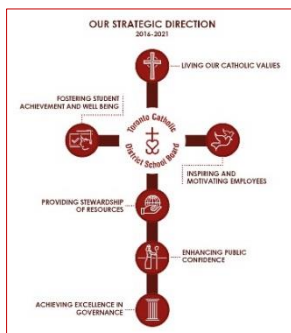 OUR STRATEGIC DIRECTION
2016-2021
LIVING OUR CATHOLIC VALUES
FOSTERING STUDENT
ACHIEVEMENT AND WELL BEING
Toronto Catholic
District School Board
INSPIRING AND
MOTIVATING EMPLOYEES
PROVIDING STEWARDSHIP
OF RESOURCES
ENHANCING PUBLIC
CONFIDENCE
ACHIEVING EXCELLENCE IN
GOVERNANCE